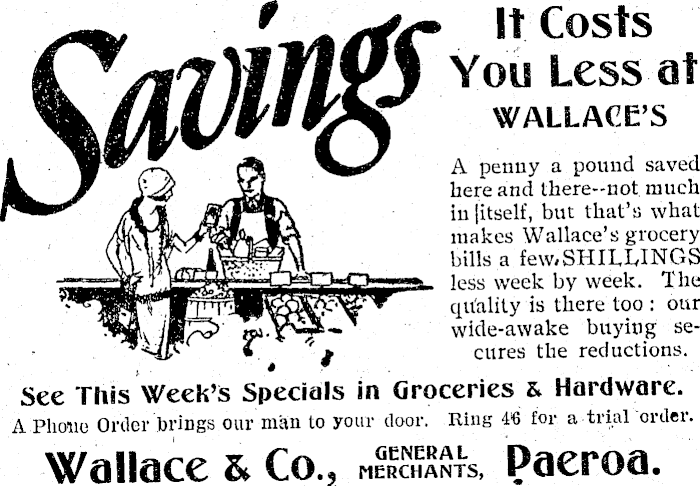 Savings
It Costs
You Less at
WALLACE'S
A penny a pound saved
here and there--not much
in itself, but that's what
makes Wallace's grocery
bills a few SHILLINGS
less week by week. The
quality is there too : our
wide-awake buying se-
cures the reductions.
See This Week's Specials in Groceries & Hardware.
A Phone Order brings our man to your door. Ring 46 for a trial order.
Wallace & Co., GENERAL MERCHANTS, Paeroa.